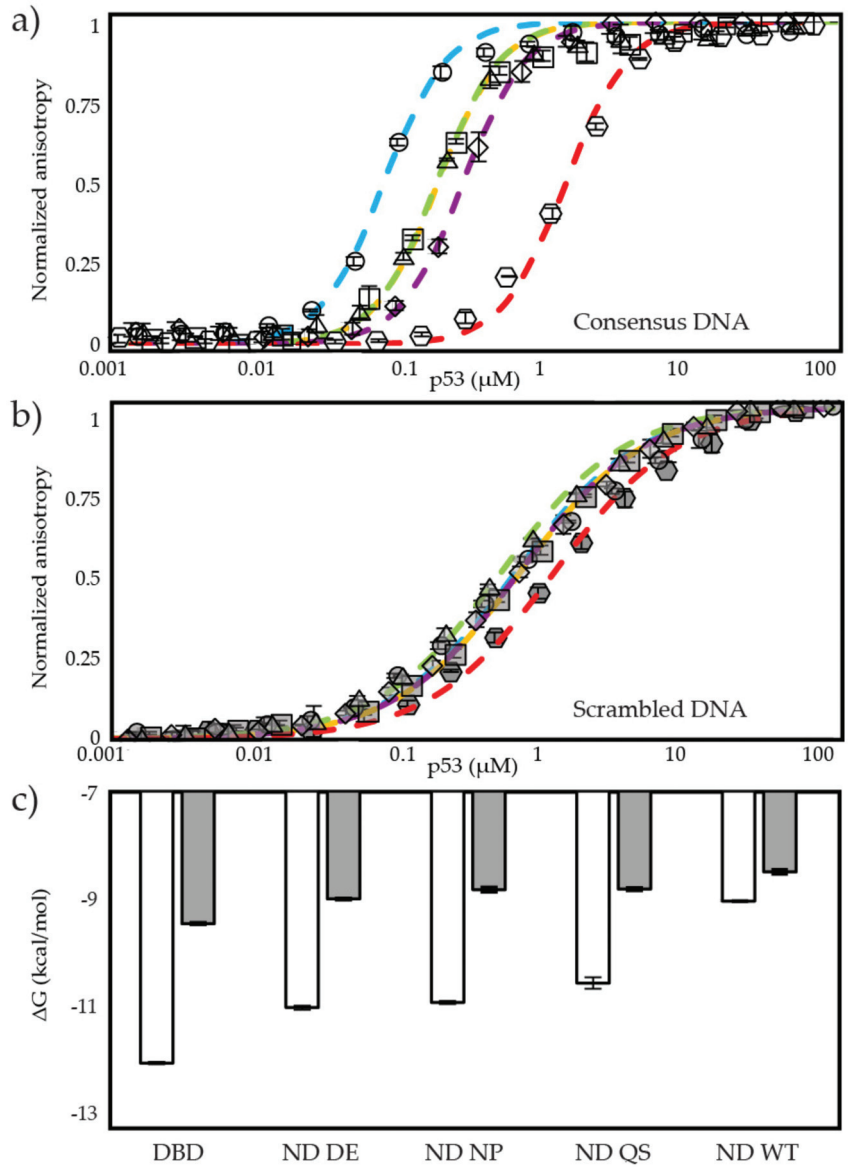 a)
1
0.75
0.5
0.25
0
Normalized anisotropy
Consensus DNA
0.001
0.01
0.1
1
10
100
p53 (μM)
b)
1
0.75
0.5
0.25
0
Normalized anisotropy
Scrambled DNA
0.001
0.01
0.1
1
10
100
p53 (μM)
c)
-7
-9
-11
-13
ΔG (kcal/mol)
DBD
ND DE
ND NP
ND QS
ND WT